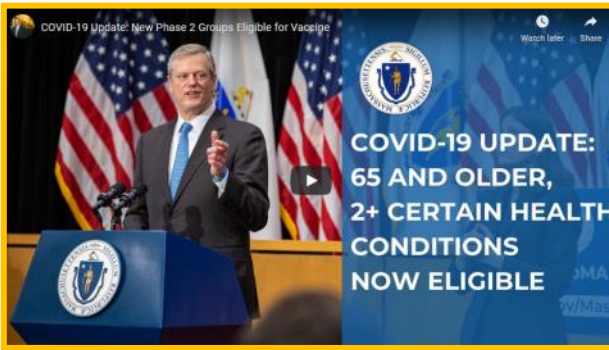 COVID-19 Update: New Phase 2 Groups Eligible for Vaccine
Watch later
Share
COVID-19 UPDATE:
65 AND OLDER,
2+ CERTAIN HEALTH
CONDITIONS
NOW ELIGIBLE